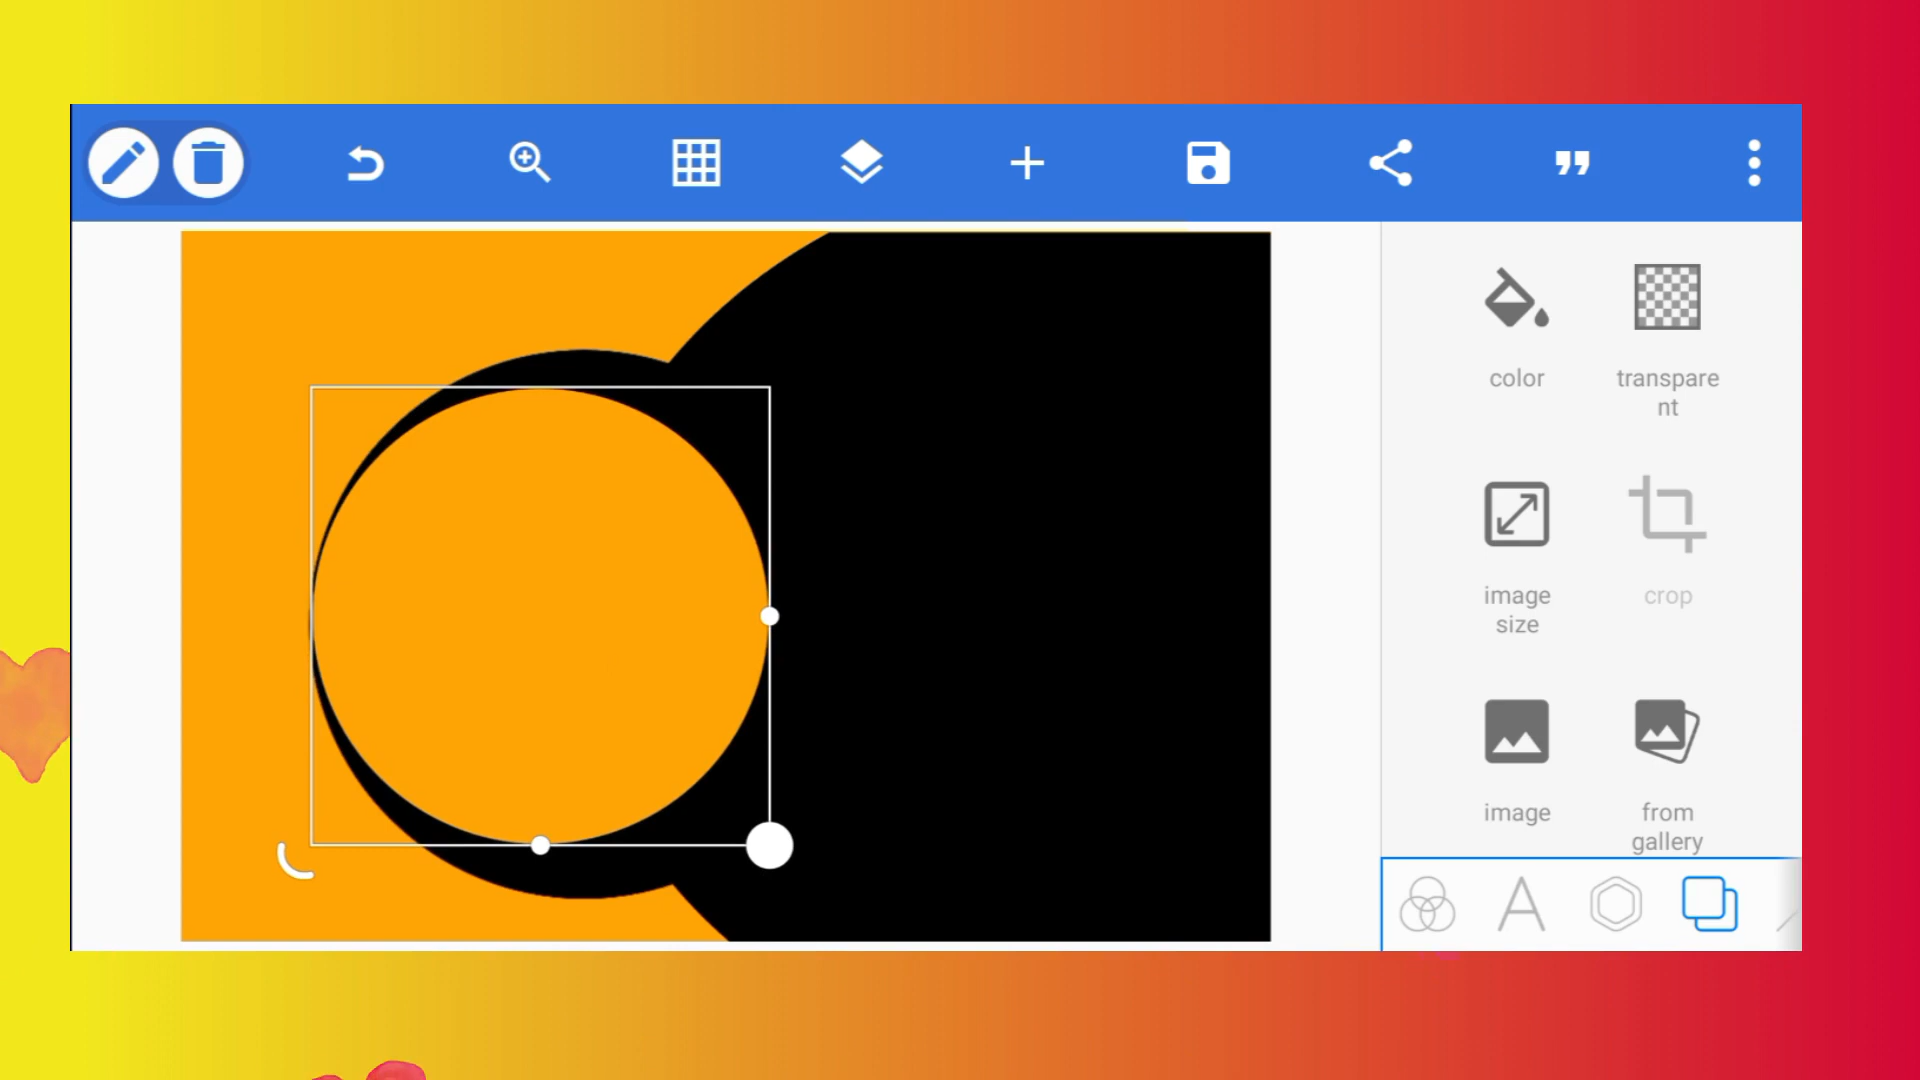 color
transpare
nt
image
size
crop
image
from
gallery